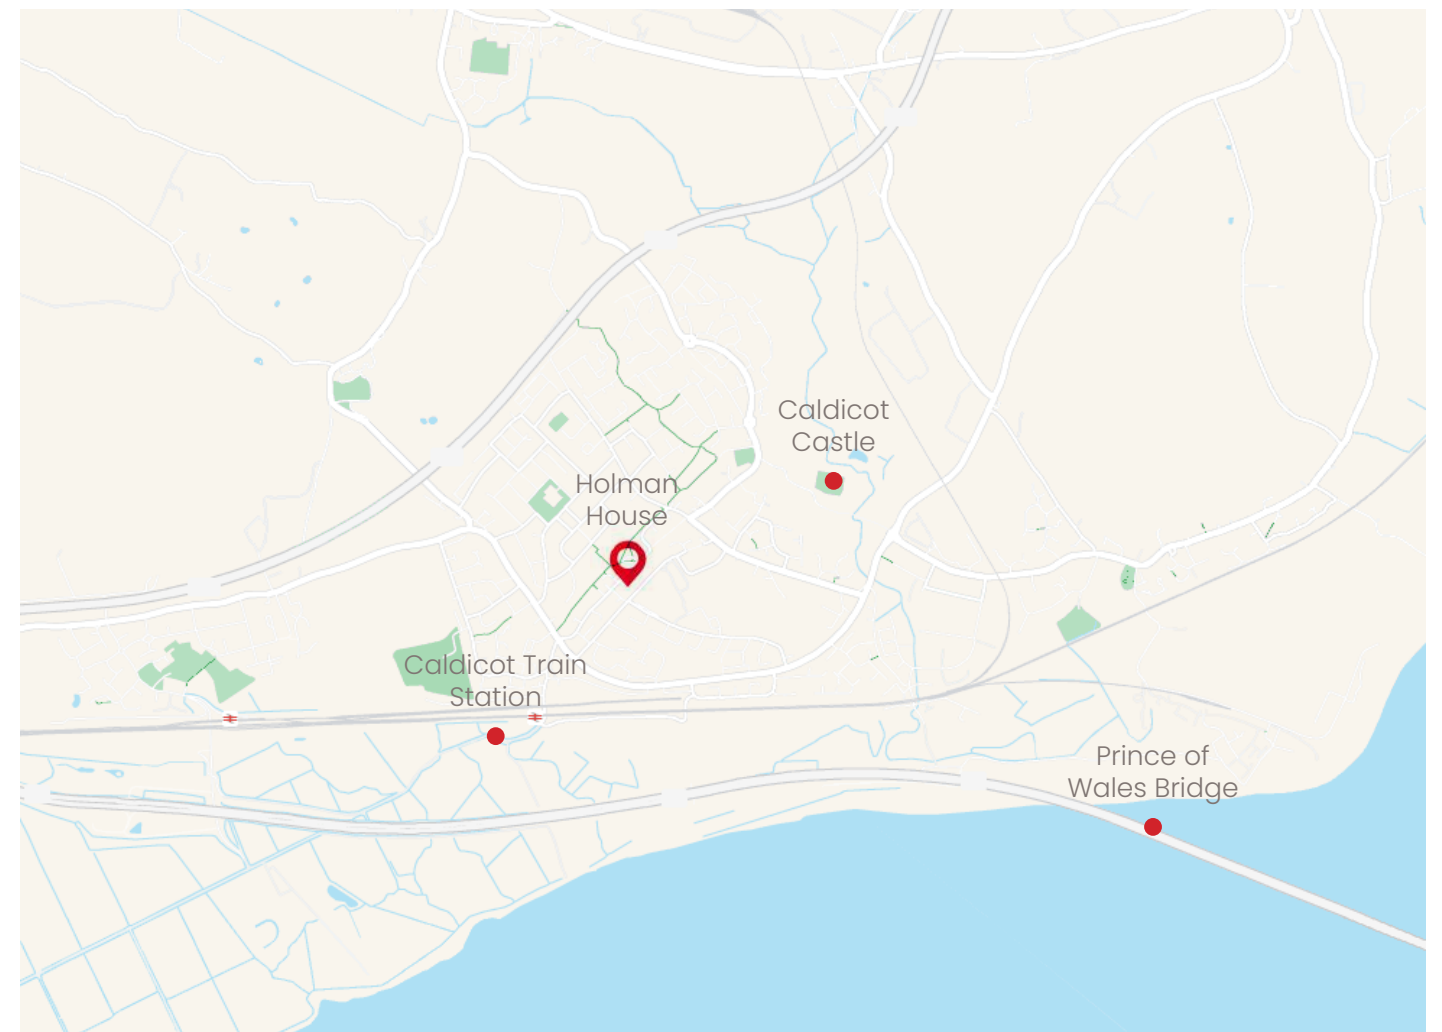 Caldicot
Castle
Holman
House
Caldicot Train
Station
Prince of
Wales Bridge